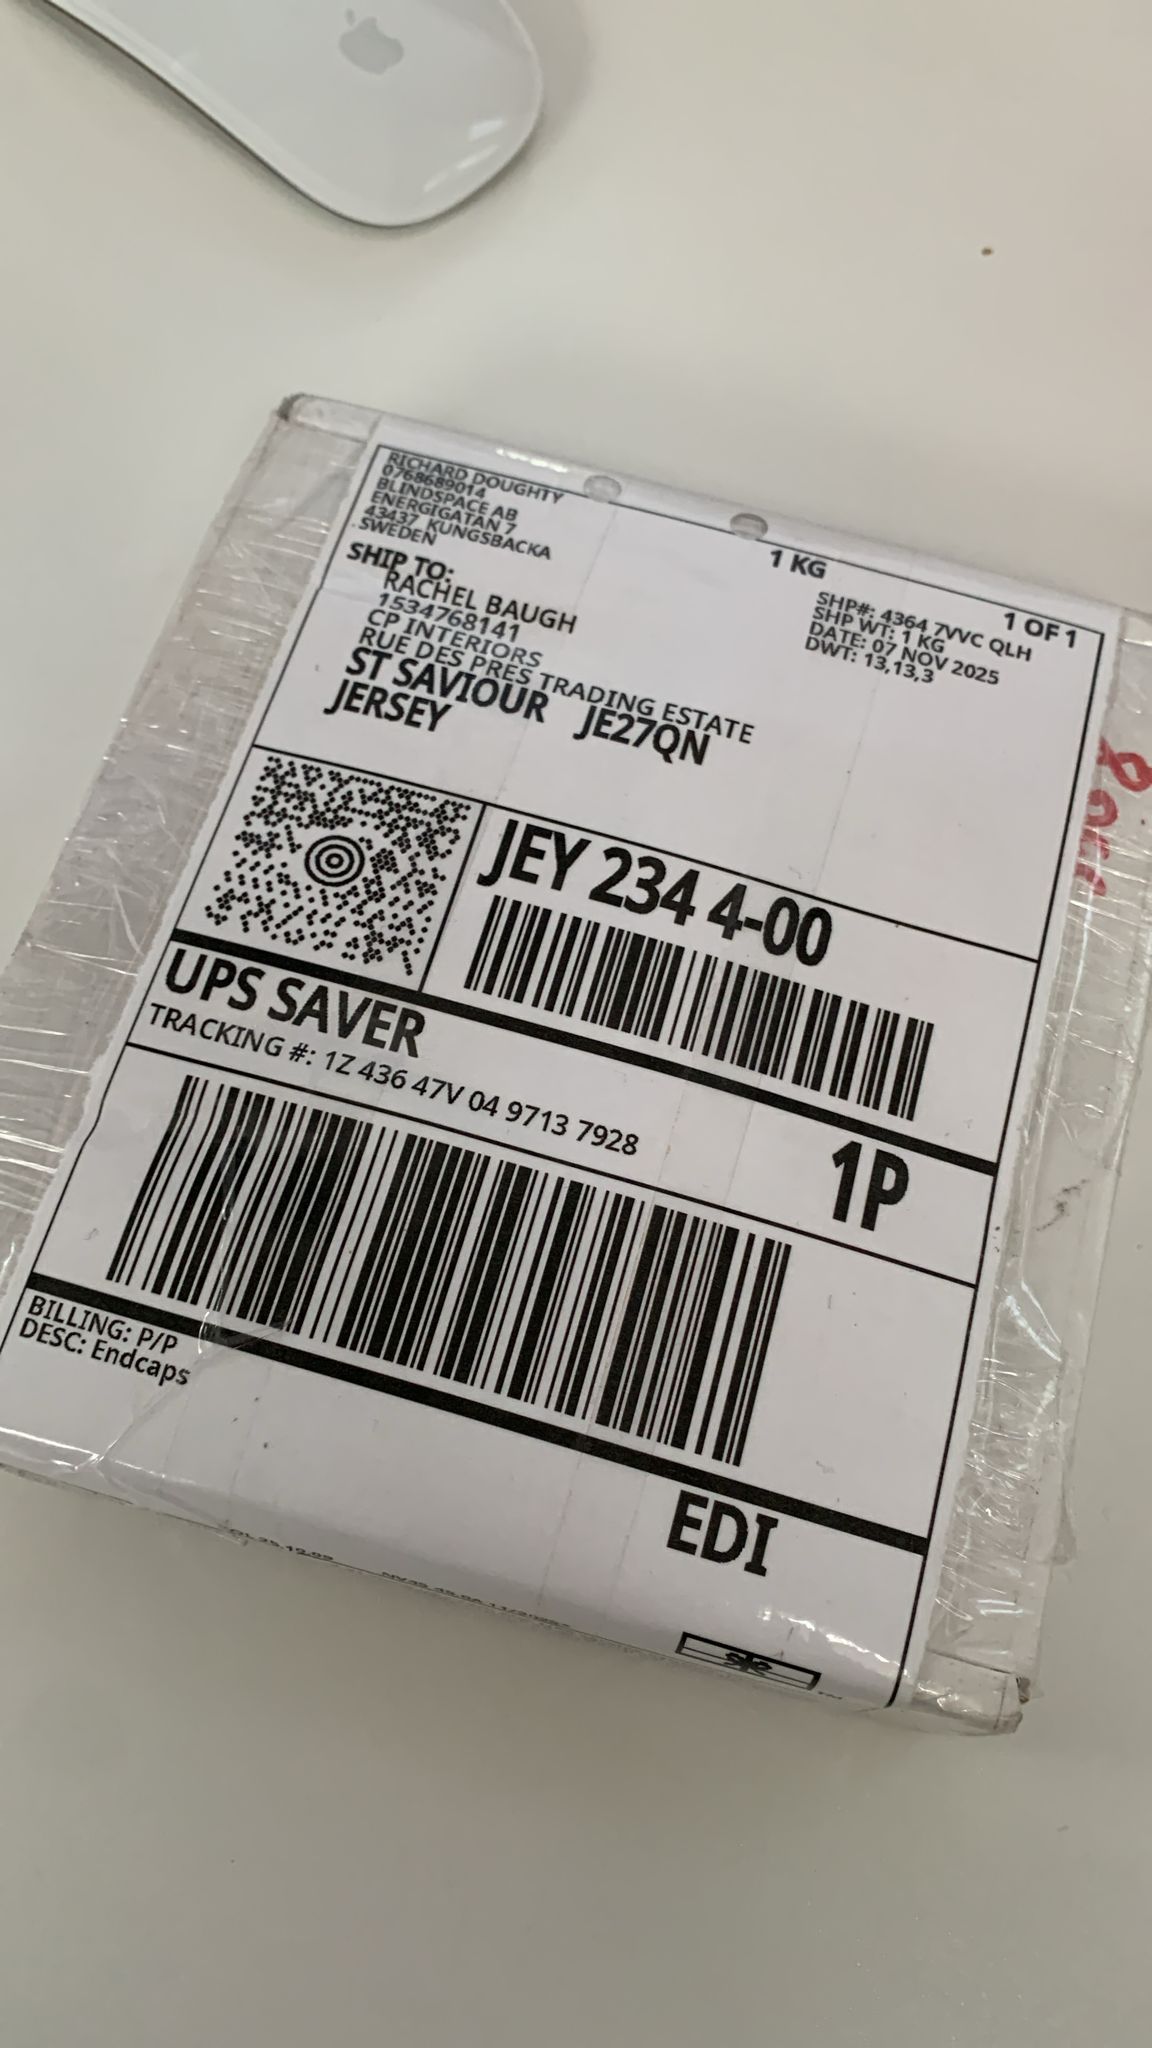 RICHARD DOUGHTY
0768689014
BLINDSPACE AB
ENERGIGATAN 7
43437 KUNGSBACKA
SWEDEN
1 KG
1 OF 1
SHP#: 4364 7VVC QLH
SHP WT: 1 KG
DATE: 07 NOV 2025
DWT: 13,13,3
SHIP TO:
RACHEL BAUGH
1534768141
CP INTERIORS
RUE DES PRES TRADING ESTATE
ST SAVIOUR JE27QN
JERSEY
JEY 234 4-00
UPS SAVER
TRACKING #: 1Z 436 47V 04 9713 7928
1P
BILLING: P/P
DESC: Endcaps
EDI
TM